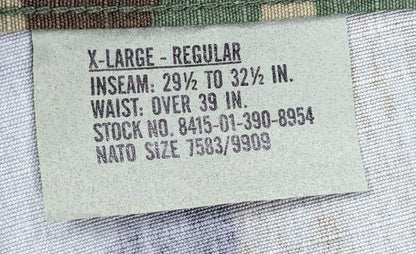 X-LARGE - REGULAR
INSEAM: 29½ TO 32½ IN.
WAIST: OVER 39 IN.
STOCK NO. 8415-01-390-8954
NATO SIZE 7583/9909